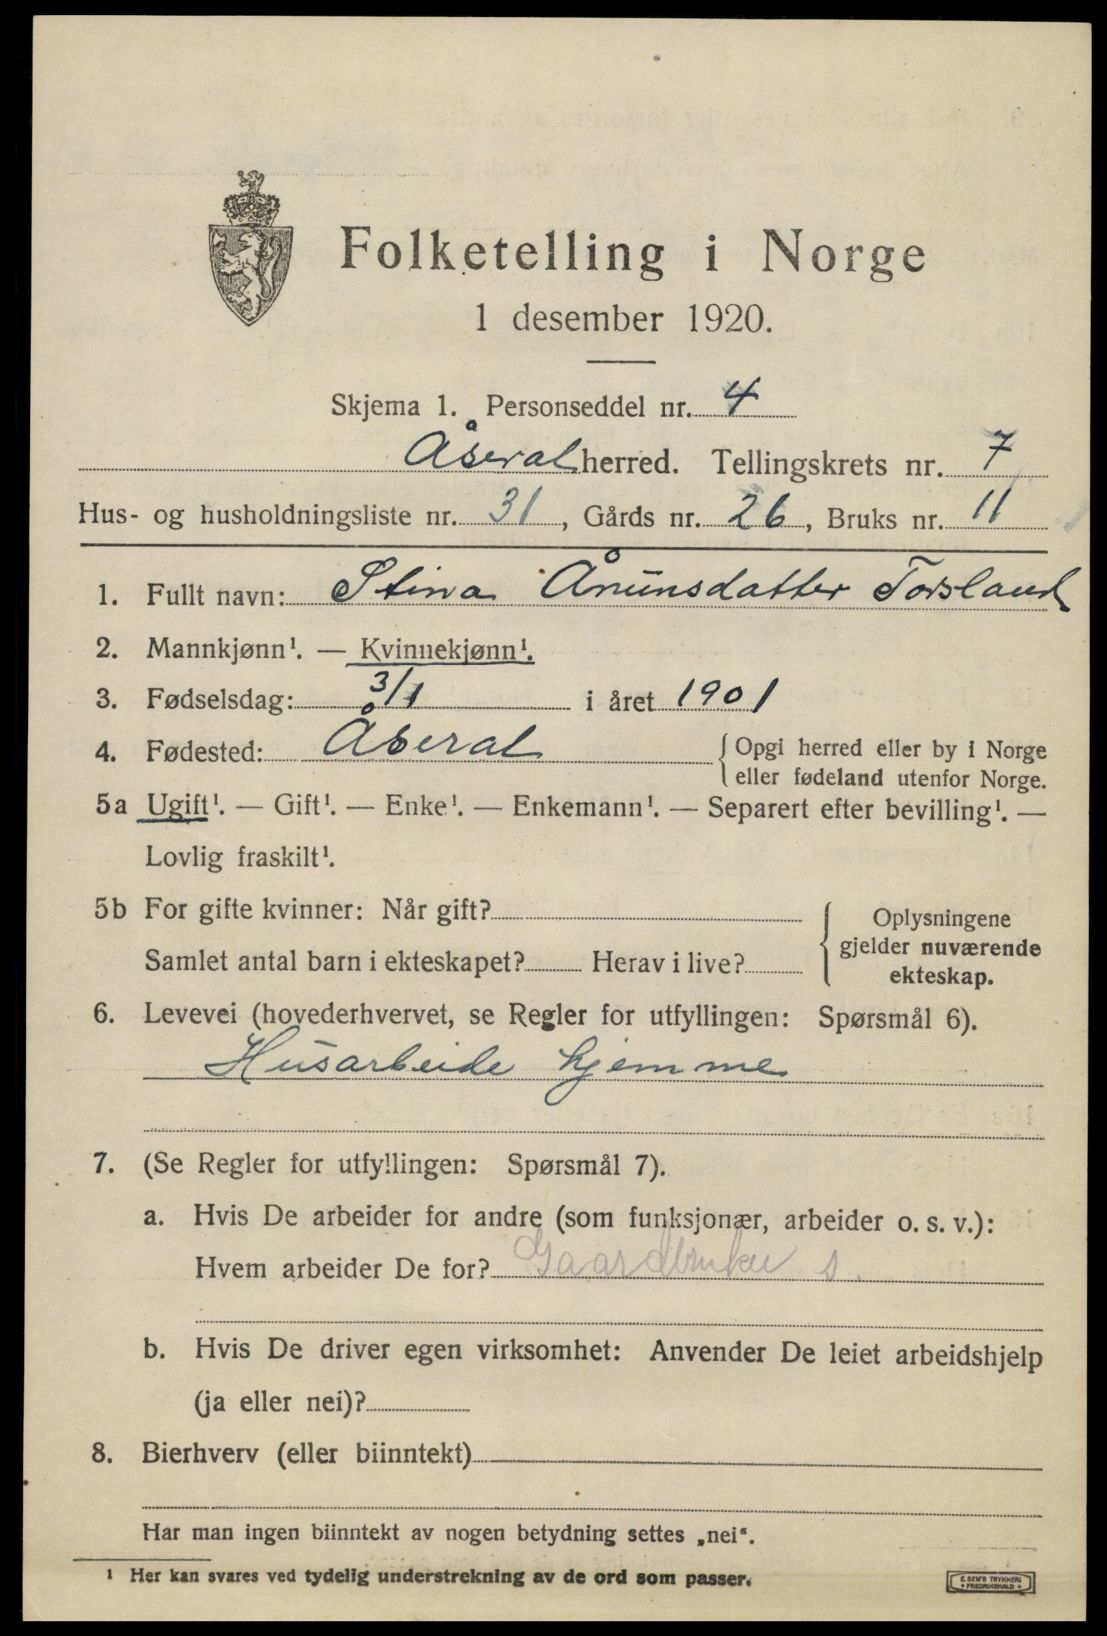 Folketelling i Norge
1 desember 1920.
Skjema 1. Personseddel nr. 4
Åseral herred. Tellingskrets nr. 7
Hus- og husholdningsliste nr. 31, Gårds nr. 26, Bruks nr. 11
1. Fullt navn: Stina Ånunsdatter Torsland
2. Mannkjønn¹. — Kvinnekjønn¹.
3. Fødselsdag: 3/1 i året 1901
4. Fødested: Åseral {Opgi herred eller by i Norge
eller fødeland utenfor Norge.
5a Ugift¹. — Gift¹. — Enke¹. — Enkemann¹. — Separert efter bevilling¹. —
Lovlig fraskilt¹.
5b For gifte kvinner: Når gift?
Samlet antal barn i ekteskapet? Herav i live?
{Oplysningene
gjelder nuværende
ekteskap.
6. Levevei (hovederhvervet, se Regler for utfyllingen: Spørsmål 6).
Husarbeide hjemme
7. (Se Regler for utfyllingen: Spørsmål 7).
a. Hvis De arbeider for andre (som funksjonær, arbeider o. s. v.):
Hvem arbeider De for? Gaardbruker s.
b. Hvis De driver egen virksomhet: Anvender De leiet arbeidshjelp
(ja eller nei)?
8. Bierhverv (eller biinntekt)
Har man ingen biinntekt av nogen betydning settes „nei“.
¹ Her kan svares ved tydelig understrekning av de ord som passer.
E. SEM'S TRYKKERI
FREDRIKSHALD